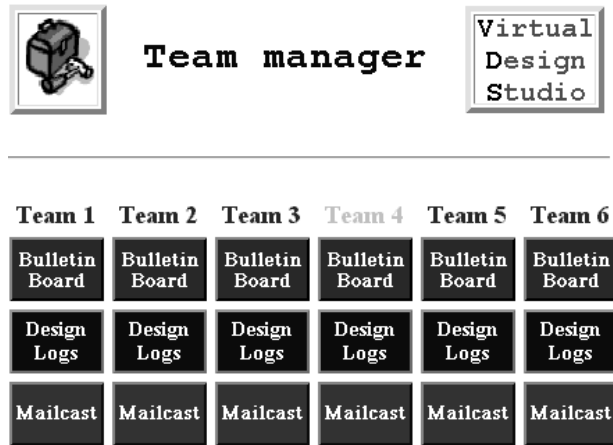 Team manager
Virtual
Design
Studio
Team 1 Team 2 Team 3 Team 4 Team 5 Team 6
Bulletin Bulletin Bulletin Bulletin Bulletin Bulletin
Board Board Board Board Board Board
Design Design Design Design Design Design
Logs Logs Logs Logs Logs Logs
Mailcast Mailcast Mailcast Mailcast Mailcast Mailcast